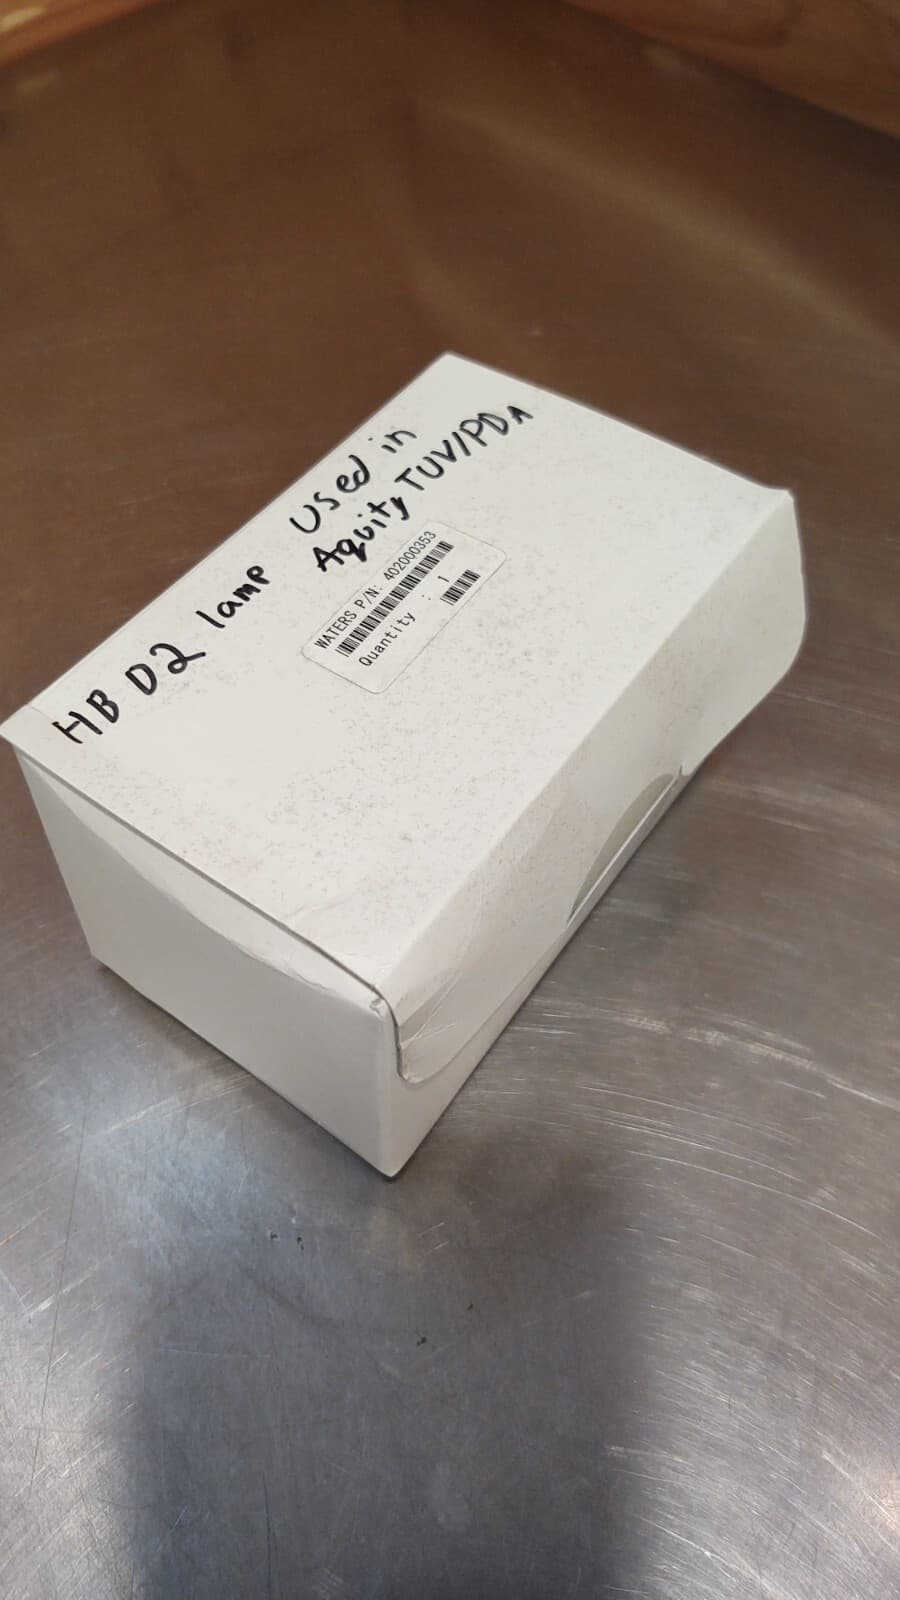 HB D2 lamp Used in
Aquity TUV/PDA
WATERS P/N: 402000353
Quantity : 1